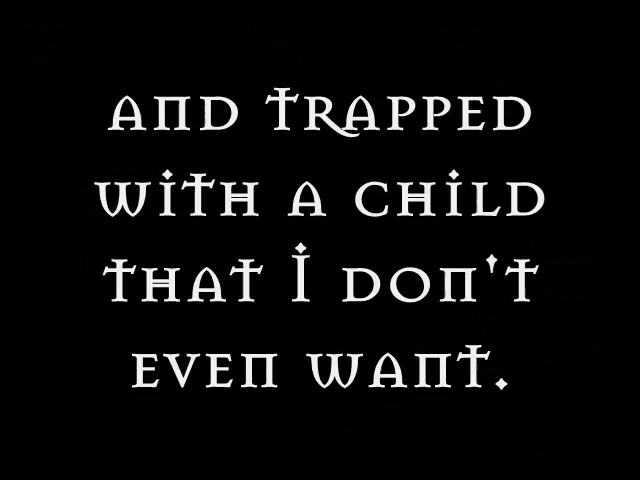 AND TRAPPED
WITH A CHILD
THAT I DON'T
EVEN WANT.